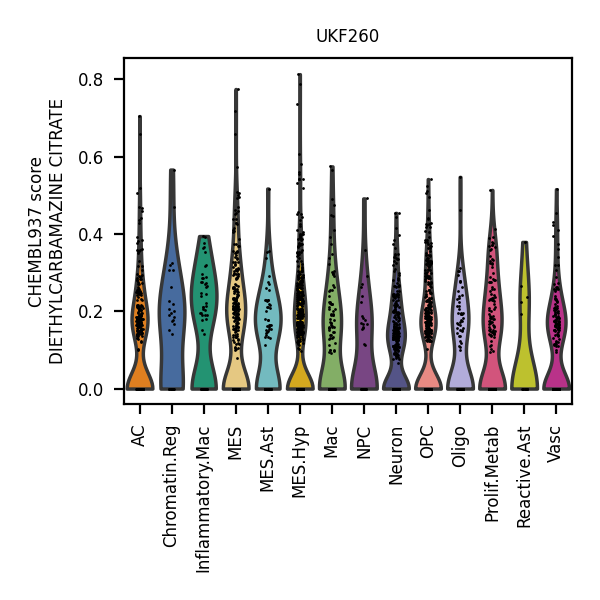 UKF260
CHEMBL937 score
DIETHYLCARBAMAZINE CITRATE
0.8
0.6
0.4
0.2
0.0
AC
Chromatin.Reg
Inflammatory.Mac
MES
MES.Ast
MES.Hyp
Mac
NPC
Neuron
OPC
Oligo
Prolif.Metab
Reactive.Ast
Vasc